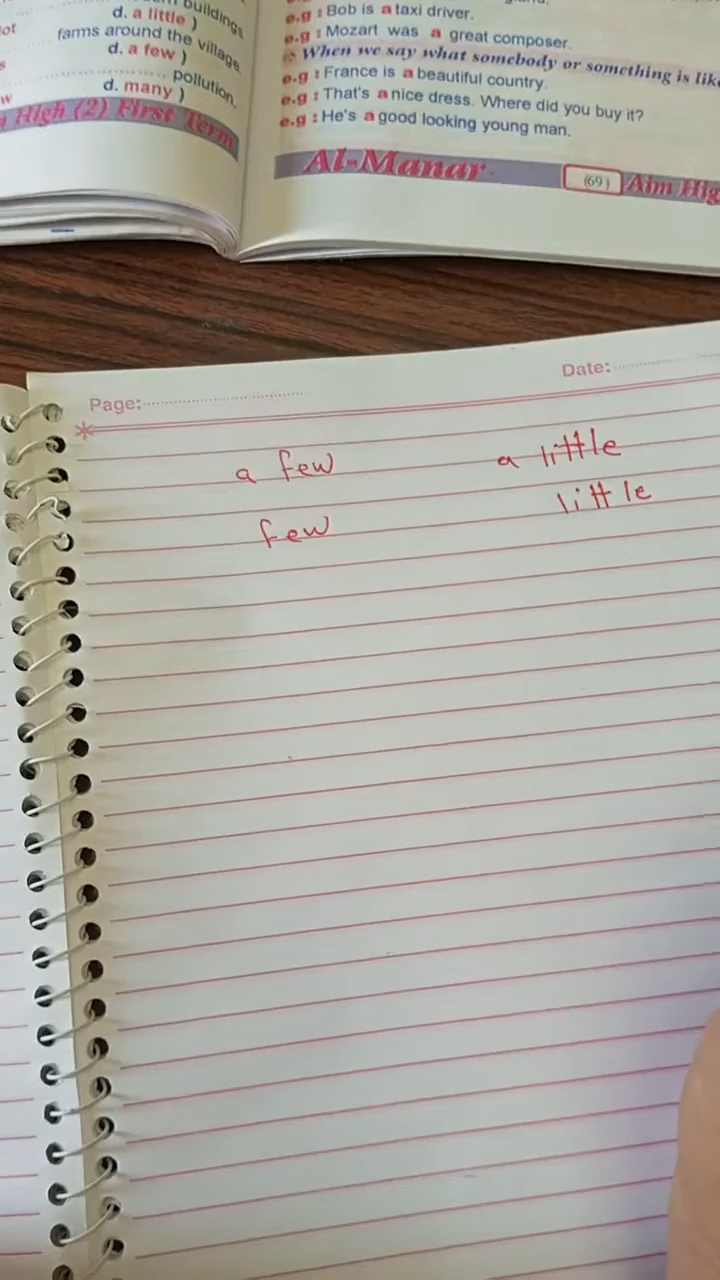 buildings
d. a little )
farms around the village.
d. a few )
pollution.
d. many )
High (2) First Term
e.g : Bob is a taxi driver.
e.g : Mozart was a great composer.
When we say what somebody or something is like
e.g : France is a beautiful country.
e.g : That's a nice dress. Where did you buy it?
e.g : He's a good looking young man.
Al-Manar
(69) Aim Hig
Page:
Date:
a few a little
few little